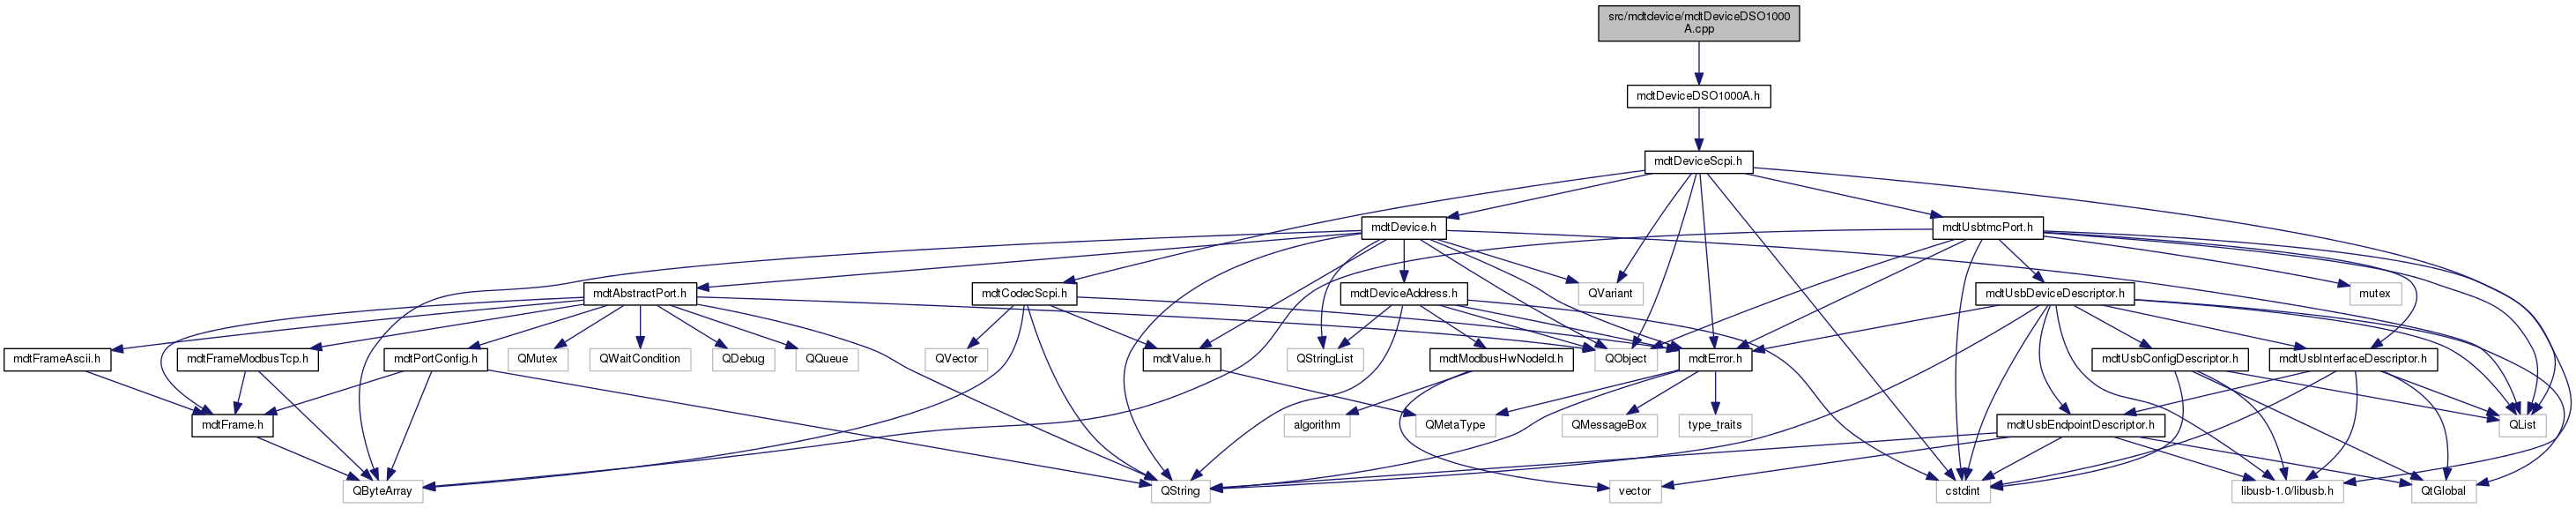 src/mdtdevice/mdtDeviceDSO1000
A.cpp
mdtDeviceDSO1000A.h
mdtDeviceScpi.h
mdtDevice.h
mdtUsbtmcPort.h
mdtAbstractPort.h
mdtCodecScpi.h
mdtDeviceAddress.h
QVariant
mdtUsbDeviceDescriptor.h
mutex
mdtFrameAscii.h
mdtFrameModbusTcp.h
mdtPortConfig.h
QMutex
QWaitCondition
QDebug
QQueue
QVector
mdtValue.h
QStringList
mdtModbusHwNodeId.h
QObject
mdtError.h
mdtUsbConfigDescriptor.h
mdtUsbInterfaceDescriptor.h
mdtFrame.h
algorithm
QMetaType
QMessageBox
type_traits
mdtUsbEndpointDescriptor.h
QList
QByteArray
QString
vector
cstdint
libusb-1.0/libusb.h
QtGlobal